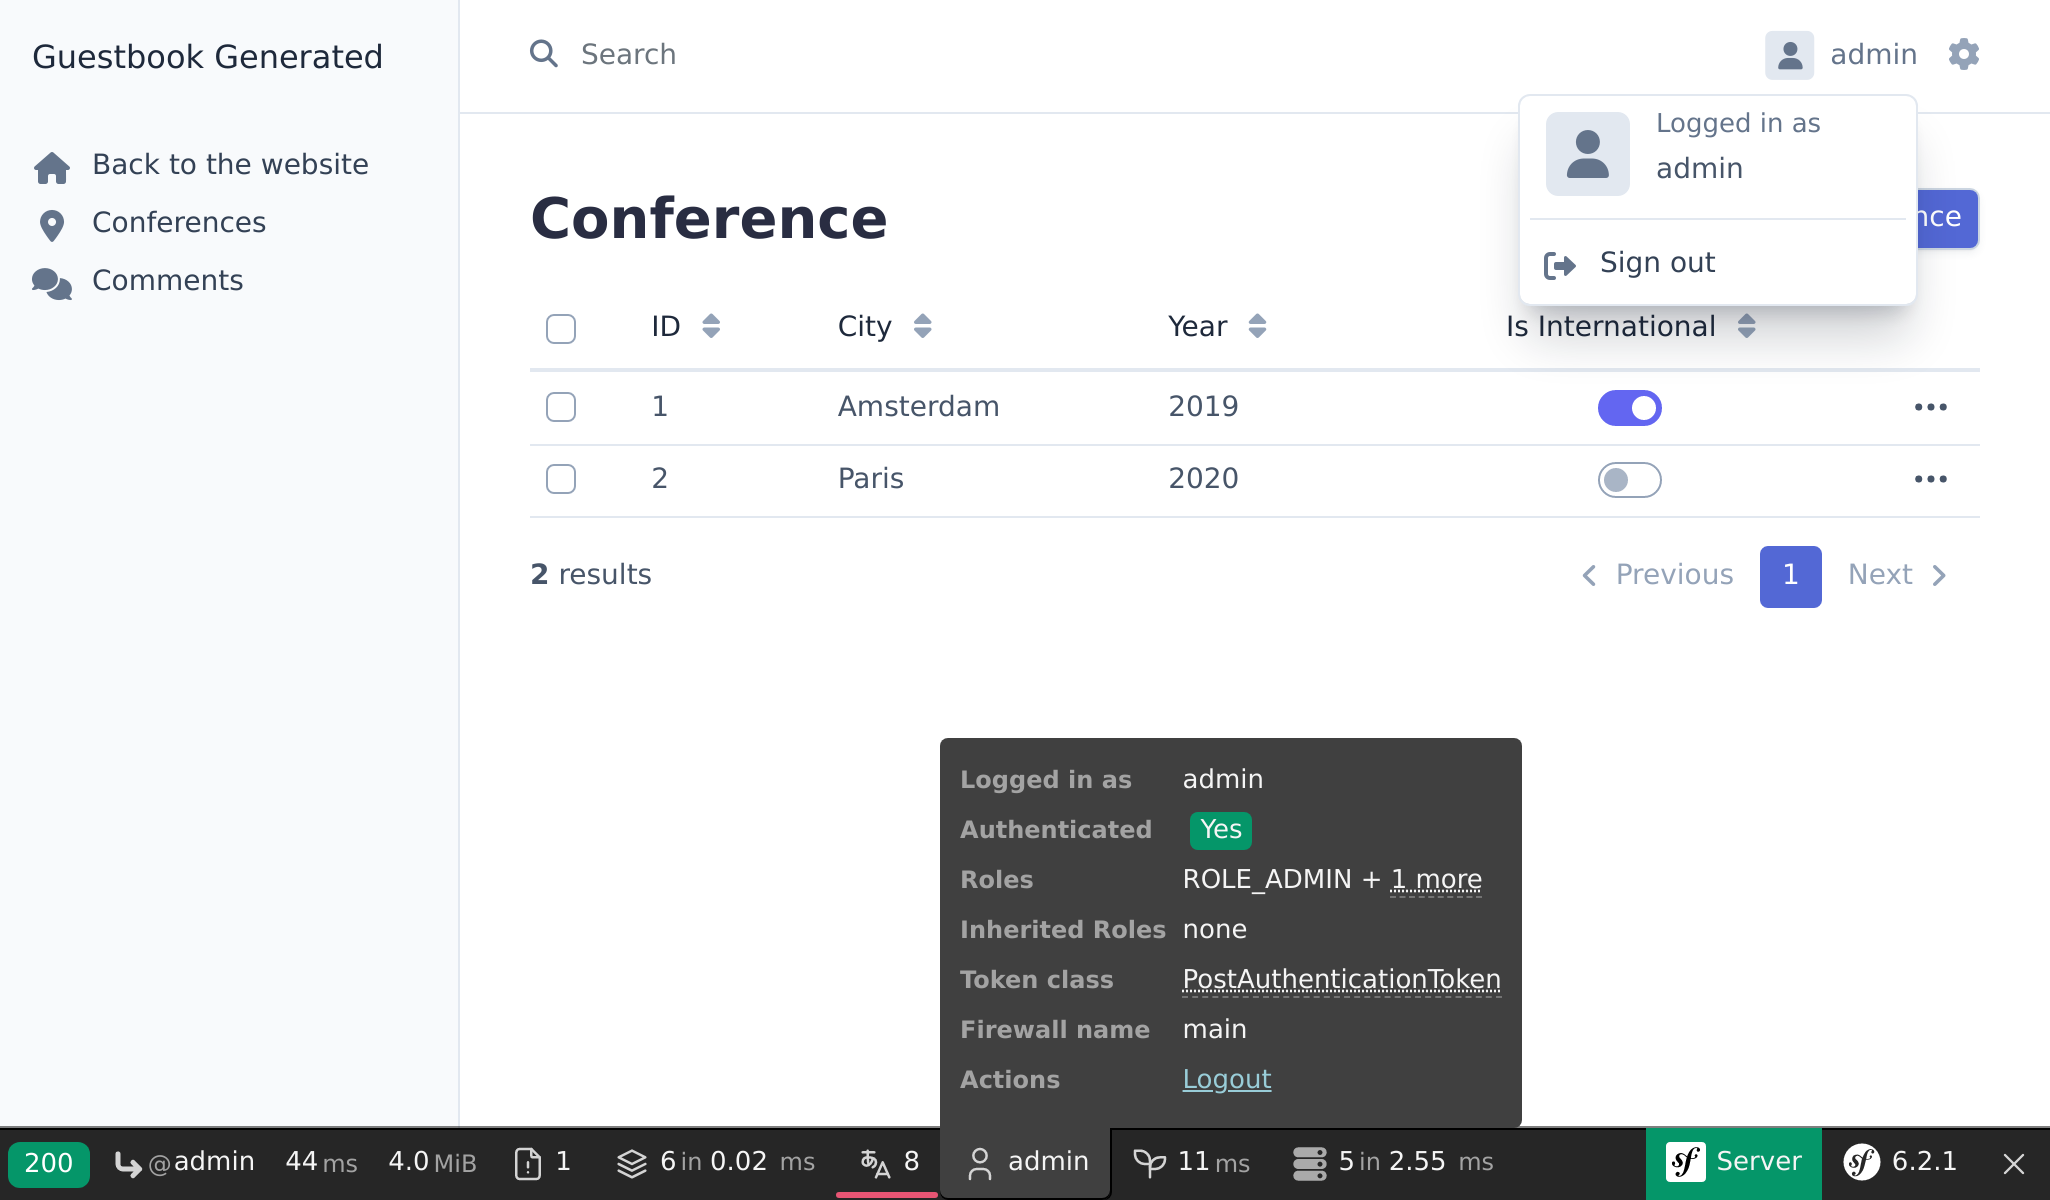 Guestbook Generated
Back to the website
Conferences
Comments
Search
admin
Logged in as
admin
Sign out
Conference
nce
ID City Year Is International
1 Amsterdam 2019
2 Paris 2020
2 results
Previous 1 Next
Logged in as admin
Authenticated Yes
Roles ROLE_ADMIN + 1 more
Inherited Roles none
Token class PostAuthenticationToken
Firewall name main
Actions Logout
200 @admin 44 ms 4.0 MiB 1 6 in 0.02 ms 8 admin 11 ms 5 in 2.55 ms Server 6.2.1